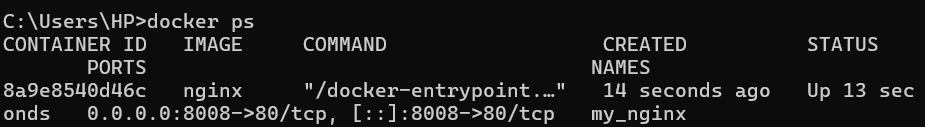 C:\Users\HP>docker ps
CONTAINER ID   IMAGE     COMMAND                  CREATED          STATUS
       PORTS                                     NAMES
8a9e8540d46c   nginx     "/docker-entrypoint.…"   14 seconds ago   Up 13 sec
onds   0.0.0.0:8008->80/tcp, [::]:8008->80/tcp   my_nginx